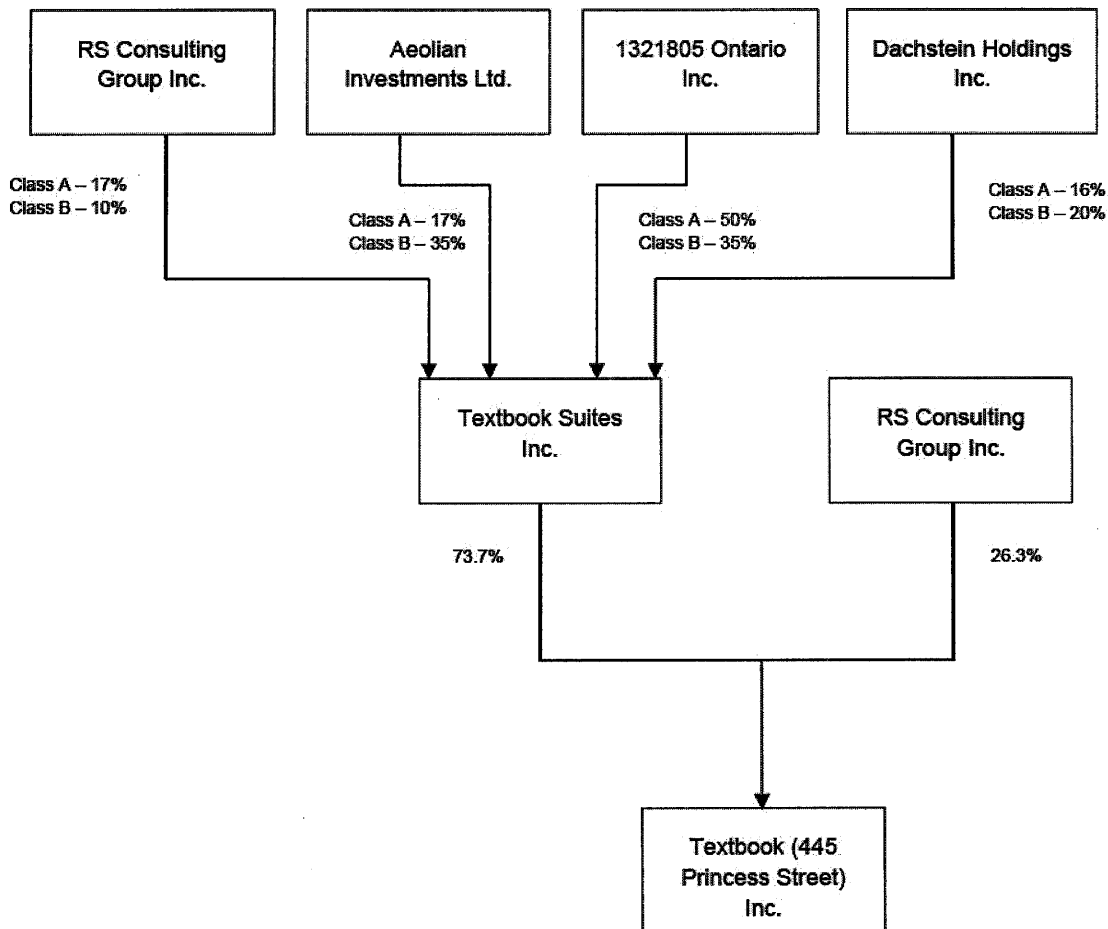 RS Consulting
Group Inc.
Aeolian
Investments Ltd.
1321805 Ontario
Inc.
Dachstein Holdings
Inc.
Class A – 17%
Class B – 10%
Class A – 17%
Class B – 35%
Class A – 50%
Class B – 35%
Class A – 16%
Class B – 20%
Textbook Suites
Inc.
RS Consulting
Group Inc.
73.7%
26.3%
Textbook (445
Princess Street)
Inc.